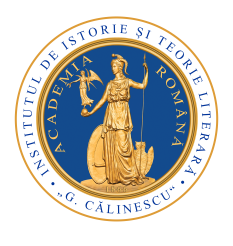 INSTITUTUL DE ISTORIE ȘI TEORIE LITERARĂ
„G. CĂLINESCU”
ACADEMIA ROMÂNĂ